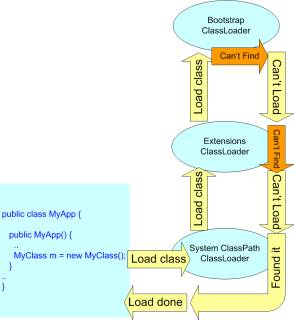 Bootstrap
ClassLoader
Can't Find
Load class
Can't Load
Extensions
ClassLoader
Can't Find
Load class
Can't Load
public class MyApp {
public MyApp() {
..
MyClass m = new MyClass();
}
..
}
Load class
System ClassPath
ClassLoader
Found it
Load done